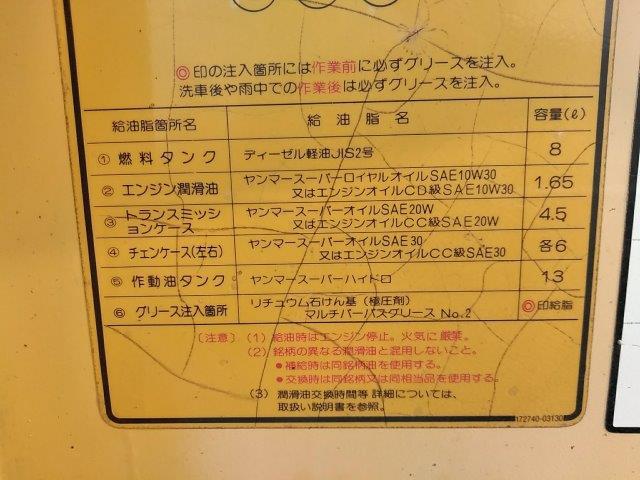 ◎印の注入箇所には作業前に必ずグリースを注入。
洗車後や雨中での作業後は必ずグリースを注入。
給油脂箇所名 給油脂名 容量(ℓ)
① 燃料タンク ディーゼル軽油JIS2号 8
② エンジン潤滑油 ヤンマースーパーロイヤルオイルSAE10W30
又はエンジンオイルCD級SAE10W30 1.65
③ トランスミッシ
ョンケース ヤンマースーパーオイルSAE20W
又はエンジンオイルCC級SAE20W 4.5
④ チェンケース(左右) ヤンマースーパーオイルSAE30
又はエンジンオイルCC級SAE30 各6
⑤ 作動油タンク ヤンマースーパーハイドロ 13
⑥ グリース注入箇所 リチュウム石けん基(極圧剤)
マルチパーパスグリース No.2 ◎印給脂
〔注意〕(1)給油時はエンジン停止。火気に厳禁。
(2)銘柄の異なる潤滑油と混用しないこと。
●補給時は同銘柄油を使用する。
●交換時は同銘柄又は同相当品を使用する。
(3)潤滑油交換時間等 詳細については、
取扱い説明書を参照。
172740-03130